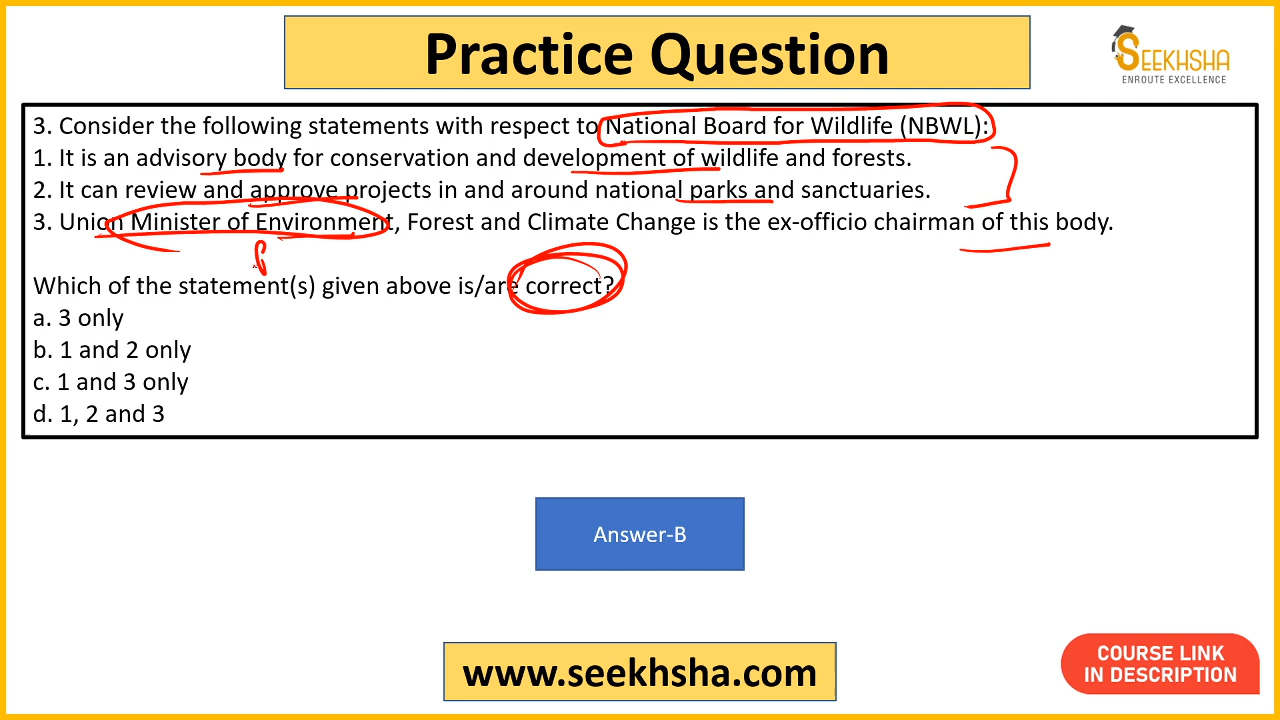 Practice Question
SEEKHSHA
ENROUTE EXCELLENCE
3. Consider the following statements with respect to National Board for Wildlife (NBWL):
1. It is an advisory body for conservation and development of wildlife and forests.
2. It can review and approve projects in and around national parks and sanctuaries.
3. Union Minister of Environment, Forest and Climate Change is the ex-officio chairman of this body.
Which of the statement(s) given above is/are correct?
a. 3 only
b. 1 and 2 only
c. 1 and 3 only
d. 1, 2 and 3
Answer-B
www.seekhsha.com
COURSE LINK
IN DESCRIPTION